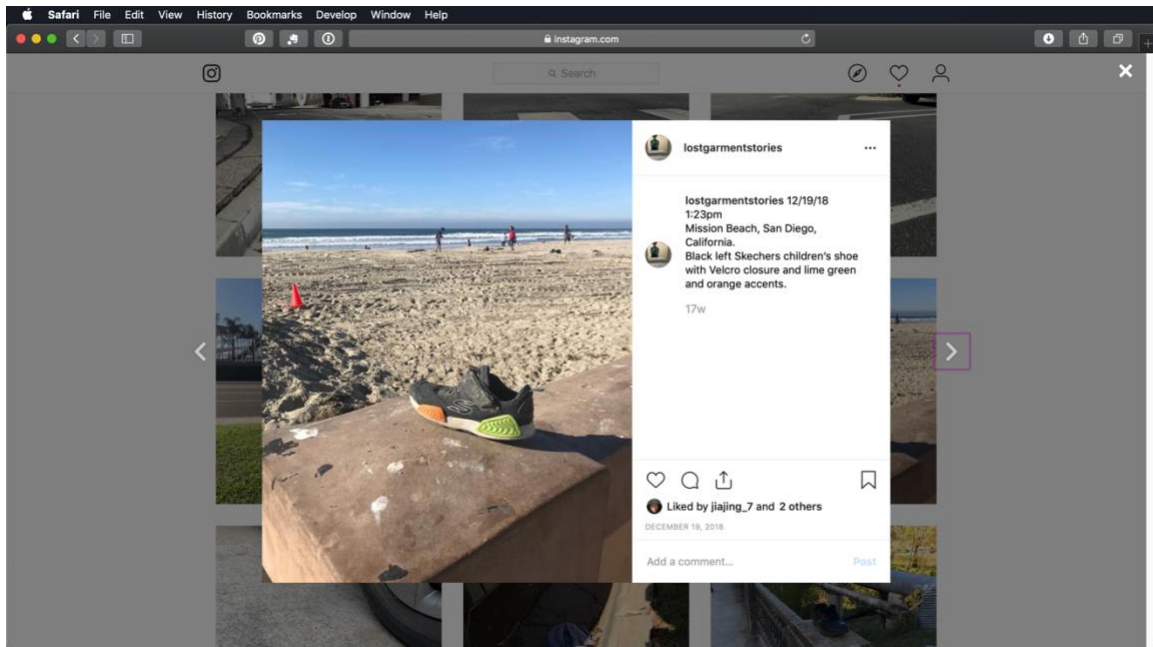 Safari File Edit View History Bookmarks Develop Window Help
instagram.com
Search
lostgarmentstories
lostgarmentstories 12/19/18
1:23pm
Mission Beach, San Diego,
California.
Black left Skechers children's shoe
with Velcro closure and lime green
and orange accents.
17w
Liked by jiajing_7 and 2 others
DECEMBER 19, 2018
Add a comment... Post